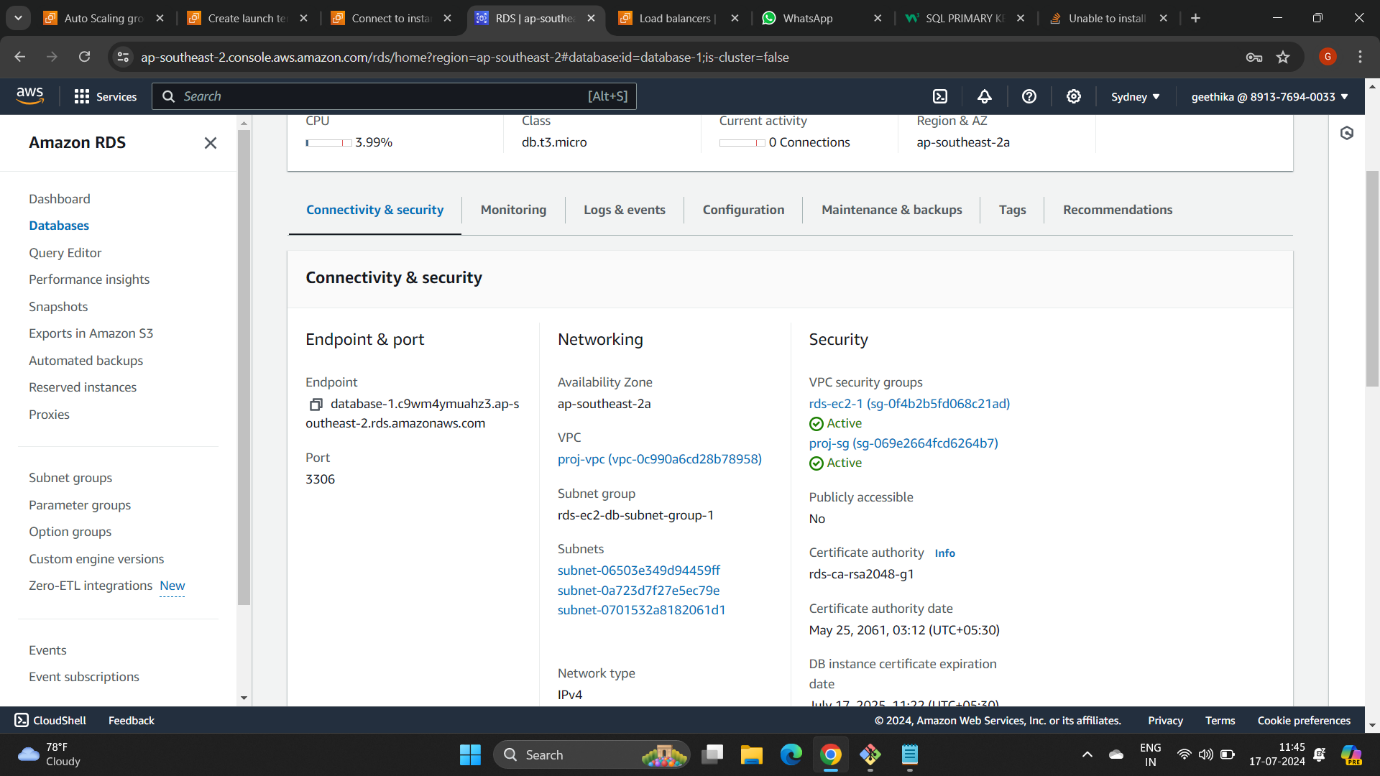 Auto Scaling gro
Create launch te
Connect to insta
RDS | ap-southea
Load balancers |
WhatsApp
SQL PRIMARY KE
Unable to install
ap-southeast-2.console.aws.amazon.com/rds/home?region=ap-southeast-2#database:id=database-1;is-cluster=false
G
aws
Services
Search
[Alt+S]
Sydney
geethika @ 8913-7694-0033
Amazon RDS
Dashboard
Databases
Query Editor
Performance insights
Snapshots
Exports in Amazon S3
Automated backups
Reserved instances
Proxies
Subnet groups
Parameter groups
Option groups
Custom engine versions
Zero-ETL integrations New
Events
Event subscriptions
CPU
3.99%
Class
db.t3.micro
Current activity
0 Connections
Region & AZ
ap-southeast-2a
Connectivity & security
Monitoring
Logs & events
Configuration
Maintenance & backups
Tags
Recommendations
Connectivity & security
Endpoint & port
Endpoint
database-1.c9wm4ymuahz3.ap-s
outheast-2.rds.amazonaws.com
Port
3306
Networking
Availability Zone
ap-southeast-2a
VPC
proj-vpc (vpc-0c990a6cd28b78958)
Subnet group
rds-ec2-db-subnet-group-1
Subnets
subnet-06503e349d94459ff
subnet-0a723d7f27e5ec79e
subnet-0701532a8182061d1
Network type
IPv4
Security
VPC security groups
rds-ec2-1 (sg-0f4b2b5fd068c21ad)
Active
proj-sg (sg-069e2664fcd6264b7)
Active
Publicly accessible
No
Certificate authority Info
rds-ca-rsa2048-g1
Certificate authority date
May 25, 2061, 03:12 (UTC+05:30)
DB instance certificate expiration
date
July 17, 2025, 11:22 (UTC+05:30)
CloudShell
Feedback
© 2024, Amazon Web Services, Inc. or its affiliates.
Privacy
Terms
Cookie preferences
78°F
Cloudy
Search
ENG
IN
11:45
17-07-2024
PRE